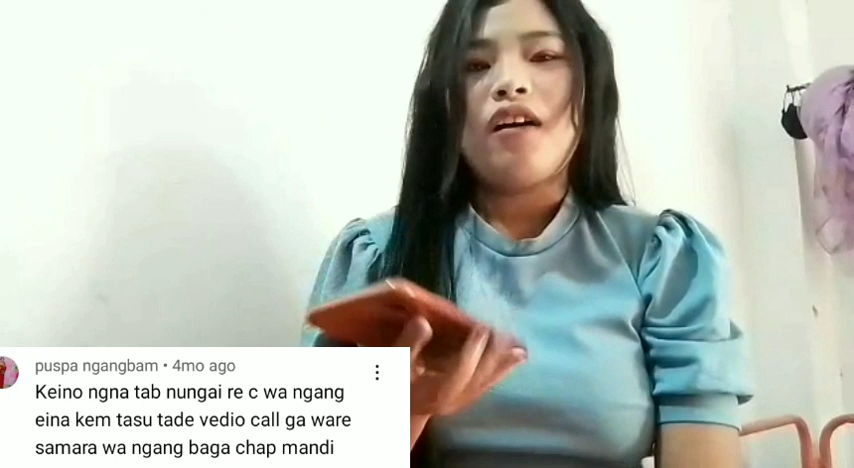 puspa ngangbam • 4mo ago
Keino ngna tab nungai re c wa ngang
eina kem tasu tade vedio call ga ware
samara wa ngang baga chap mandi